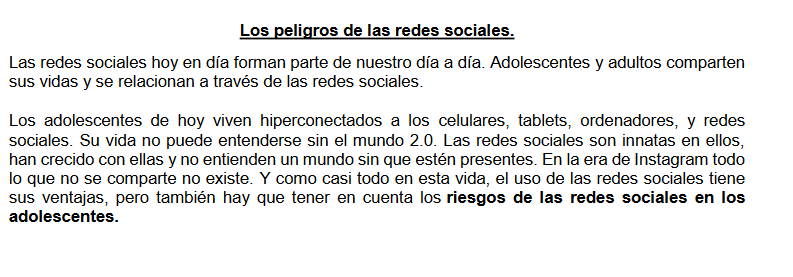 Los peligros de las redes sociales.
Las redes sociales hoy en día forman parte de nuestro día a día. Adolescentes y adultos comparten
sus vidas y se relacionan a través de las redes sociales.
Los adolescentes de hoy viven hiperconectados a los celulares, tablets, ordenadores, y redes
sociales. Su vida no puede entenderse sin el mundo 2.0. Las redes sociales son innatas en ellos,
han crecido con ellas y no entienden un mundo sin que estén presentes. En la era de Instagram todo
lo que no se comparte no existe. Y como casi todo en esta vida, el uso de las redes sociales tiene
sus ventajas, pero también hay que tener en cuenta los riesgos de las redes sociales en los
adolescentes.